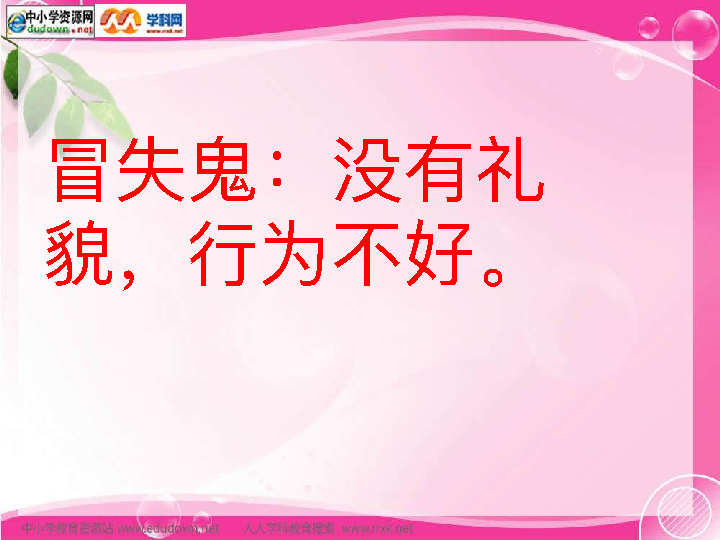 中小学资源网
dudown.net
学科网
www.rrxk.net
冒失鬼：没有礼
貌，行为不好。
中小学教育资源站 www.edudown.net 人人学科教育搜索 www.rrxk.net